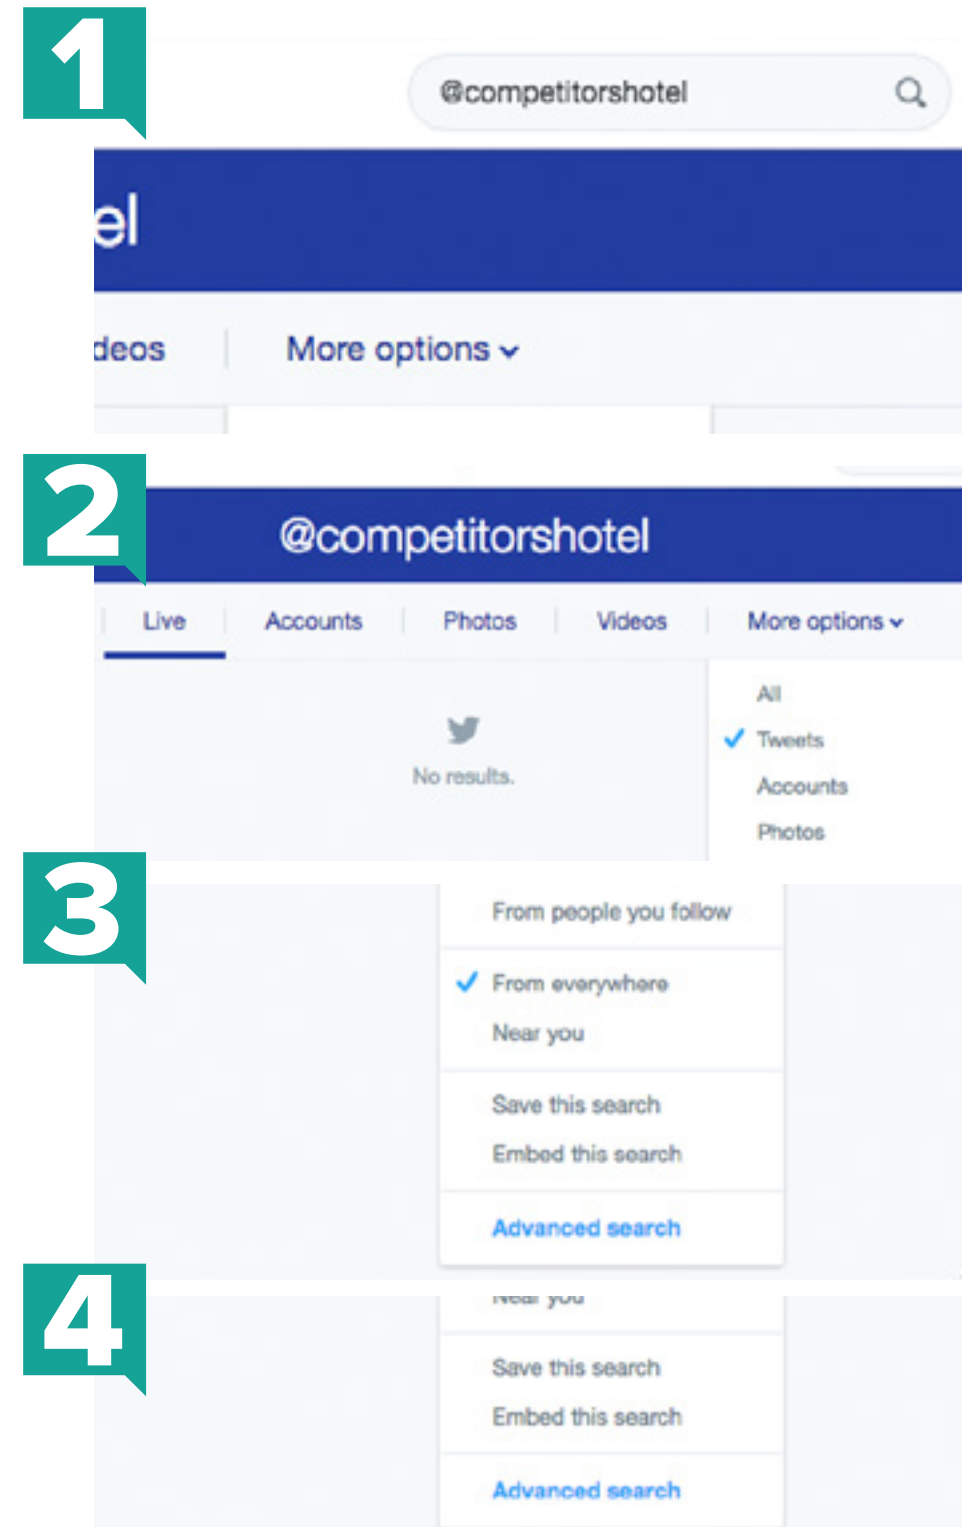 1
@competitorshotel
el
deos
More options
2
@competitorshotel
Live Accounts Photos Videos More options
All
Tweets
No results.
Accounts
Photos
3
From people you follow
From everywhere
Near you
Save this search
Embed this search
Advanced search
4
Near you
Save this search
Embed this search
Advanced search